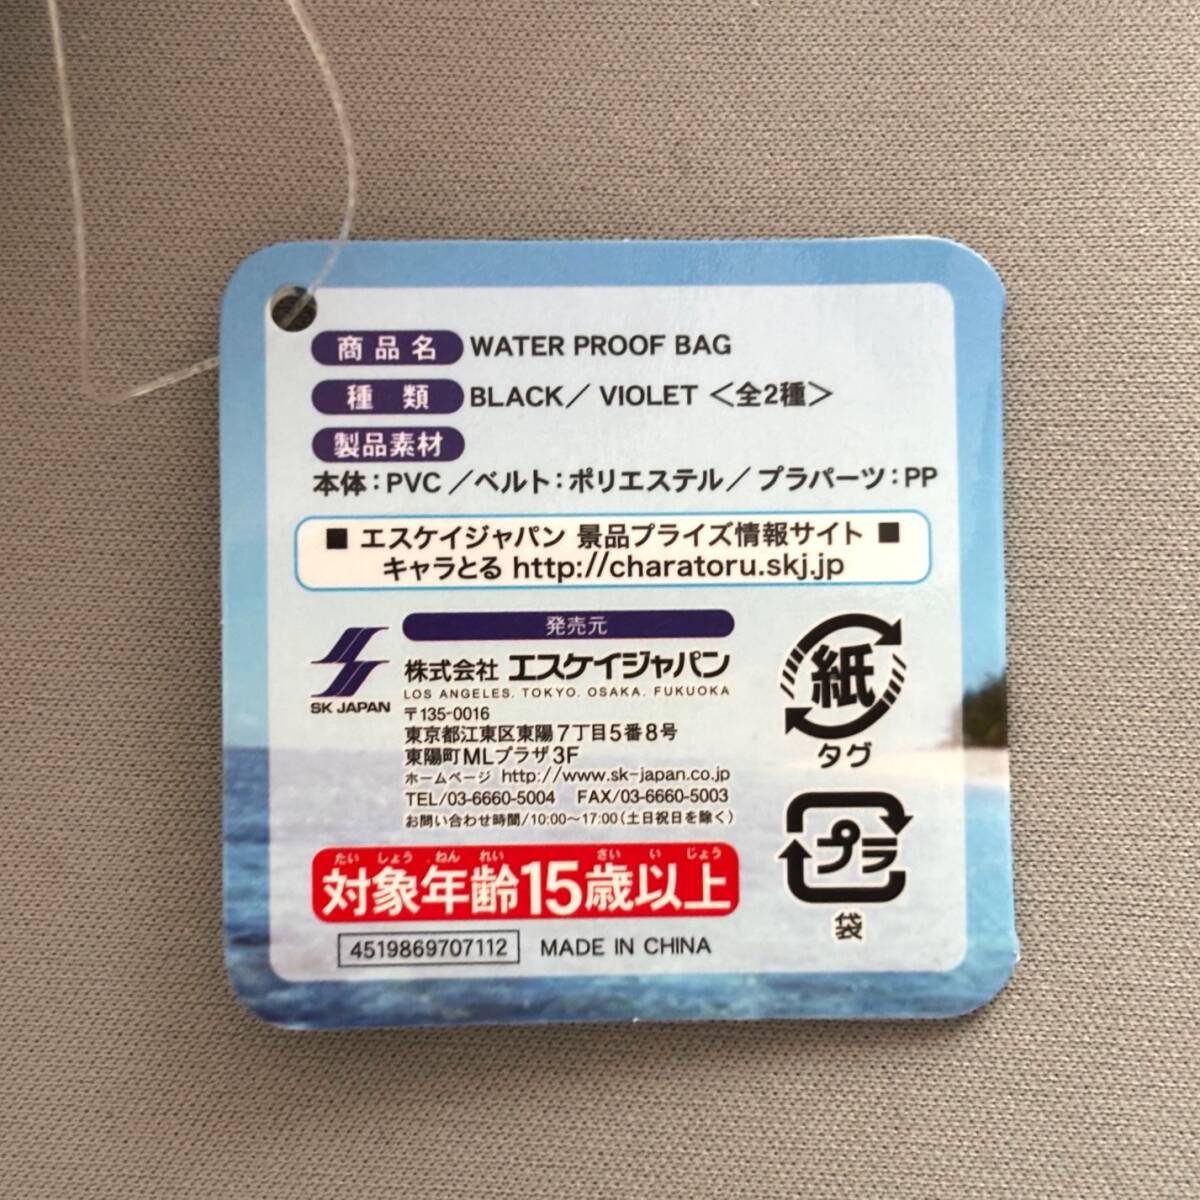 商品名 WATER PROOF BAG
種類 BLACK／ VIOLET ＜全2種＞
製品素材
本体：PVC ／ベルト：ポリエステル／ プラパーツ：PP
■ エスケイジャパン 景品プライズ情報サイト ■
キャラとる http://charatoru.skj.jp
発売元
SK JAPAN
株式会社 エスケイジャパン
LOS ANGELES. TOKYO. OSAKA. FUKUOKA
〒135-0016
東京都江東区東陽7丁目5番8号
東陽町MLプラザ3F
ホームページ http://www.sk-japan.co.jp
TEL/03-6660-5004 FAX/03-6660-5003
お問い合わせ時間/10:00〜17:00（土日祝日を除く）
紙
タグ
プラ
袋
たいしょう ねんれい さい い じょう
対象年齢15歳以上
4519869707112 MADE IN CHINA